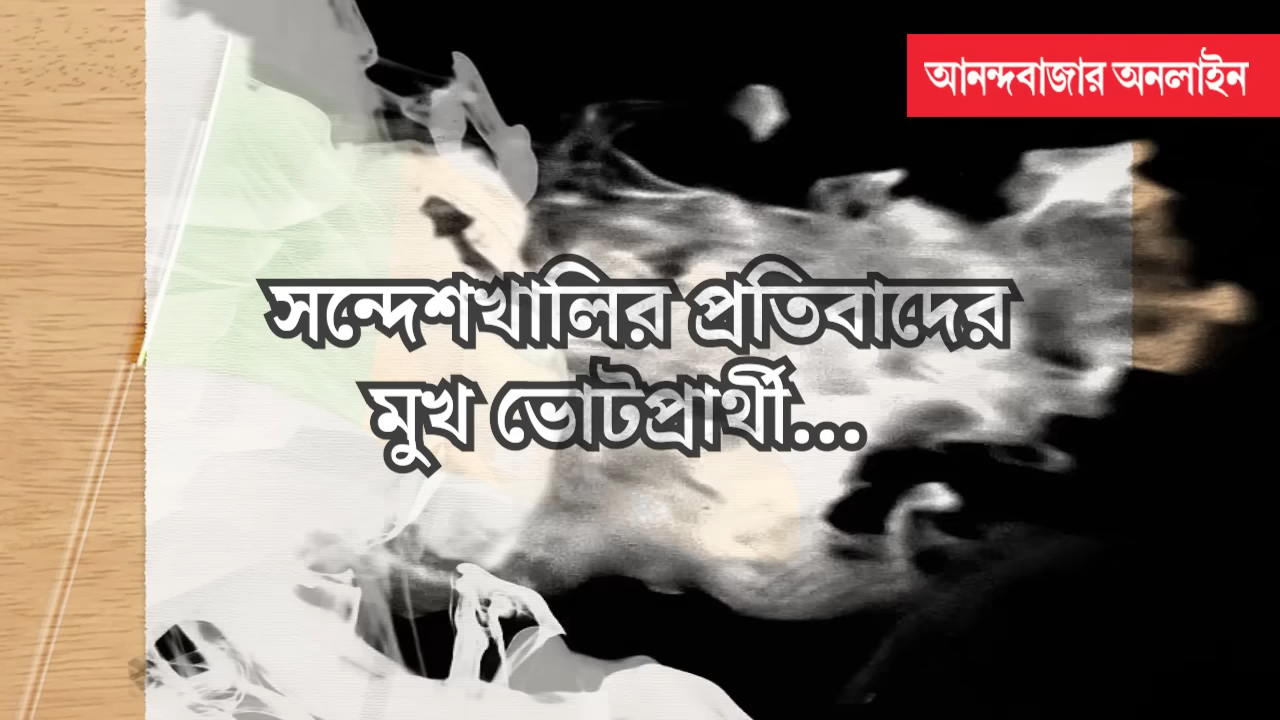 আনন্দবাজার অনলাইন
সন্দেশখালির প্রতিবাদের
মুখ ভোটপ্রার্থী...